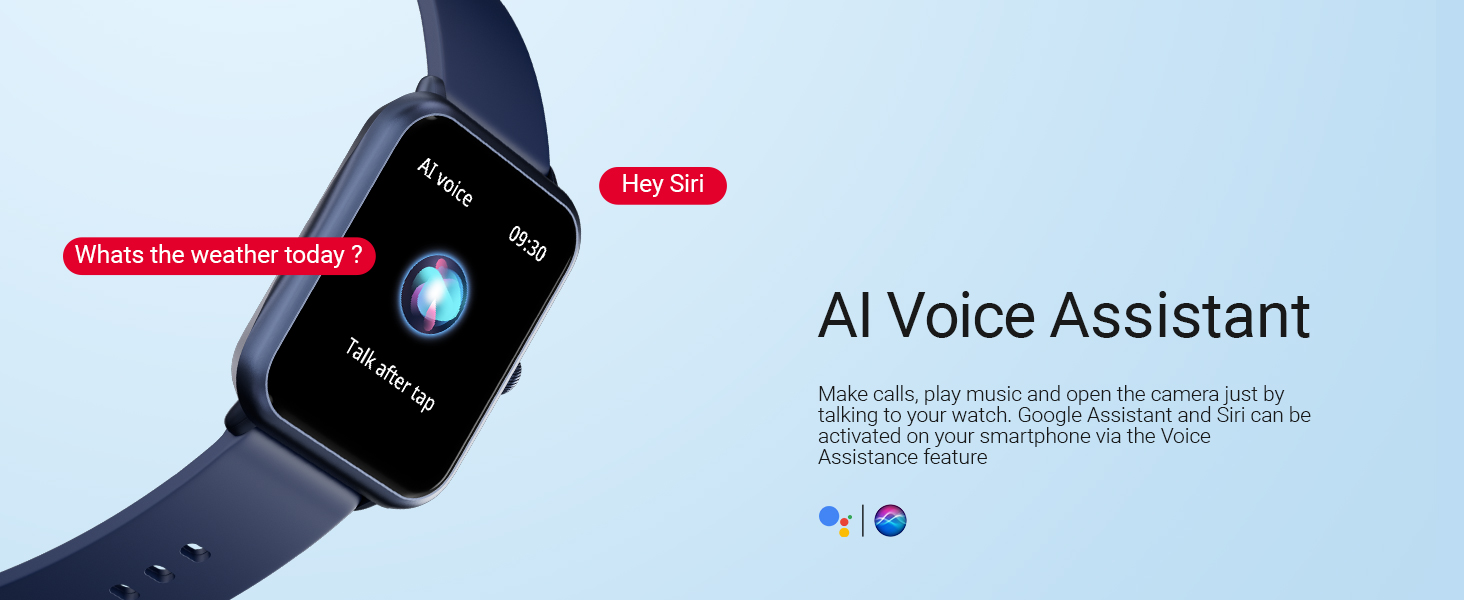 AI voice
09:30
Hey Siri
Whats the weather today ?
Talk after tap
AI Voice Assistant
Make calls, play music and open the camera just by
talking to your watch. Google Assistant and Siri can be
activated on your smartphone via the Voice
Assistance feature